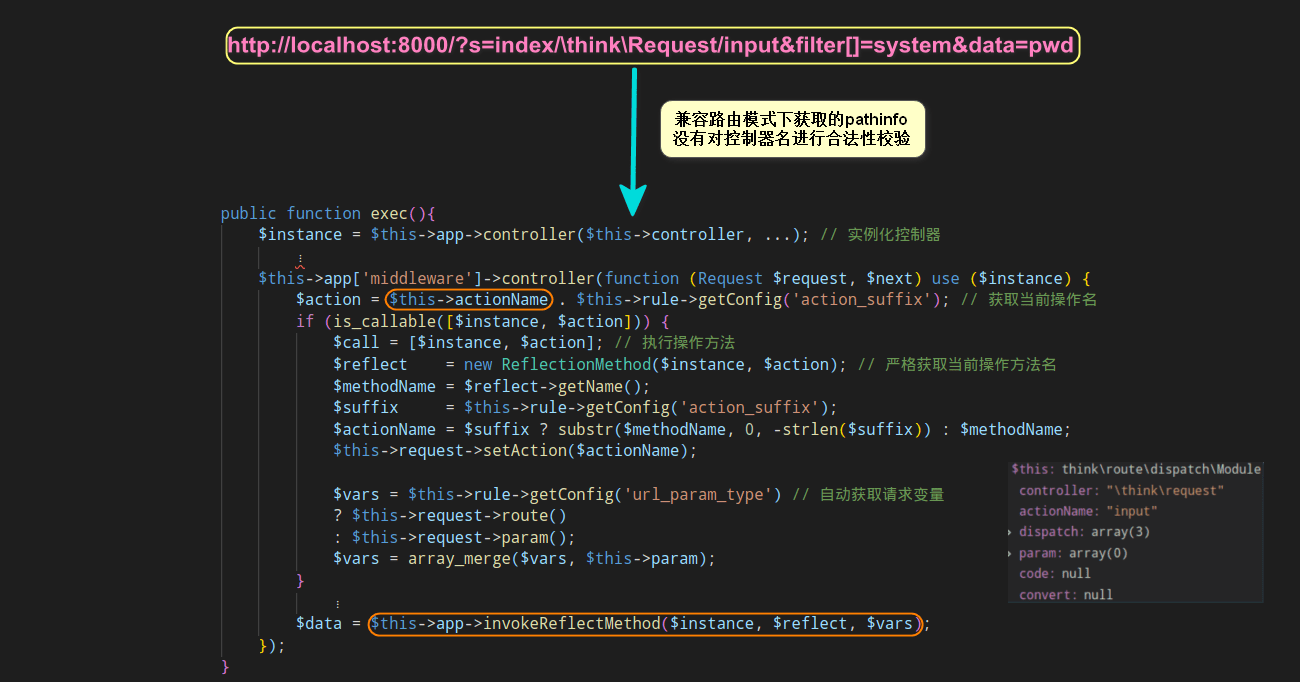 http://localhost:8000/?s=index/\think\Request/input&filter[]=system&data=pwd
兼容路由模式下获取的pathinfo
没有对控制器名进行合法性校验
public function exec(){
$instance = $this->app->controller($this->controller, ...); // 实例化控制器
⋮
$this->app['middleware']->controller(function (Request $request, $next) use ($instance) {
$action = $this->actionName . $this->rule->getConfig('action_suffix'); // 获取当前操作名
if (is_callable([$instance, $action])) {
$call = [$instance, $action]; // 执行操作方法
$reflect    = new ReflectionMethod($instance, $action); // 严格获取当前操作方法名
$methodName = $reflect->getName();
$suffix     = $this->rule->getConfig('action_suffix');
$actionName = $suffix ? substr($methodName, 0, -strlen($suffix)) : $methodName;
$this->request->setAction($actionName);
$vars = $this->rule->getConfig('url_param_type') // 自动获取请求变量
? $this->request->route()
: $this->request->param();
$vars = array_merge($vars, $this->param);
}
⋮
$data = $this->app->invokeReflectMethod($instance, $reflect, $vars);
});
}
$this: think\route\dispatch\Module
controller: "\think\request"
actionName: "input"
dispatch: array(3)
param: array(0)
code: null
convert: null